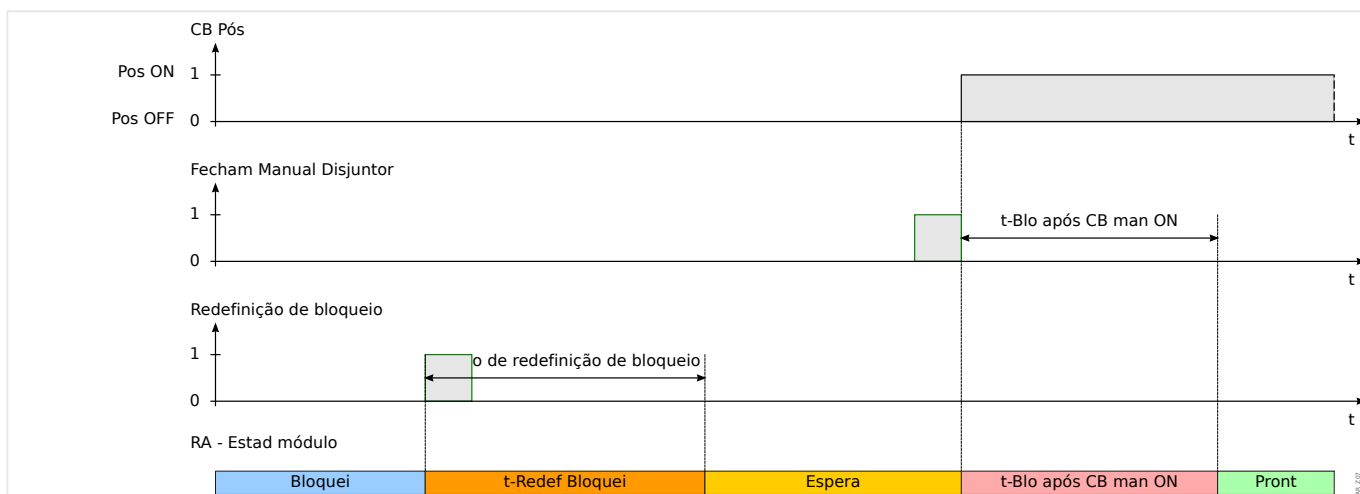 CB Pós
Pos ON 1
Pos OFF 0
t
Fecham Manual Disjuntor
1
t-Blo após CB man ON
0
t
Redefinição de bloqueio
1
o de redefinição de bloqueio
0
t
RA - Estad módulo
Bloquei t-Redef Bloquei Espera t-Blo após CB man ON Pront